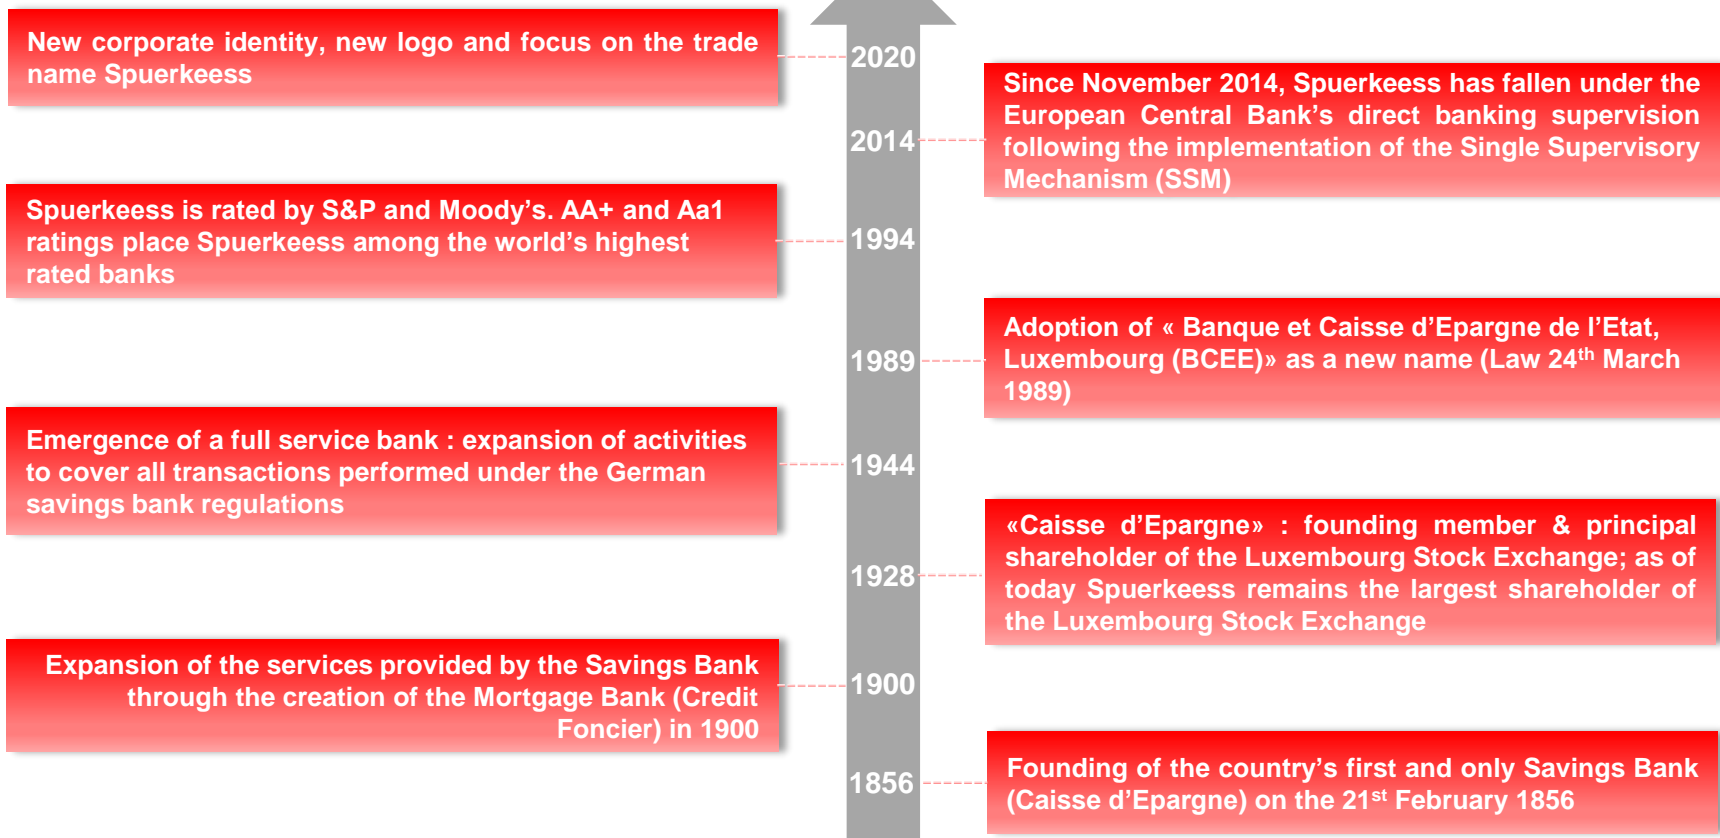 New corporate identity, new logo and focus on the trade
name Spuerkeess
2020
Since November 2014, Spuerkeess has fallen under the
European Central Bank’s direct banking supervision
following the implementation of the Single Supervisory
Mechanism (SSM)
2014
Spuerkeess is rated by S&P and Moody’s. AA+ and Aa1
ratings place Spuerkeess among the world’s highest
rated banks
1994
Adoption of « Banque et Caisse d’Epargne de l’Etat,
Luxembourg (BCEE)» as a new name (Law 24th March
1989)
1989
Emergence of a full service bank : expansion of activities
to cover all transactions performed under the German
savings bank regulations
1944
«Caisse d’Epargne» : founding member & principal
shareholder of the Luxembourg Stock Exchange; as of
today Spuerkeess remains the largest shareholder of
the Luxembourg Stock Exchange
1928
Expansion of the services provided by the Savings Bank
through the creation of the Mortgage Bank (Credit
Foncier) in 1900
1900
Founding of the country’s first and only Savings Bank
(Caisse d’Epargne) on the 21st February 1856
1856